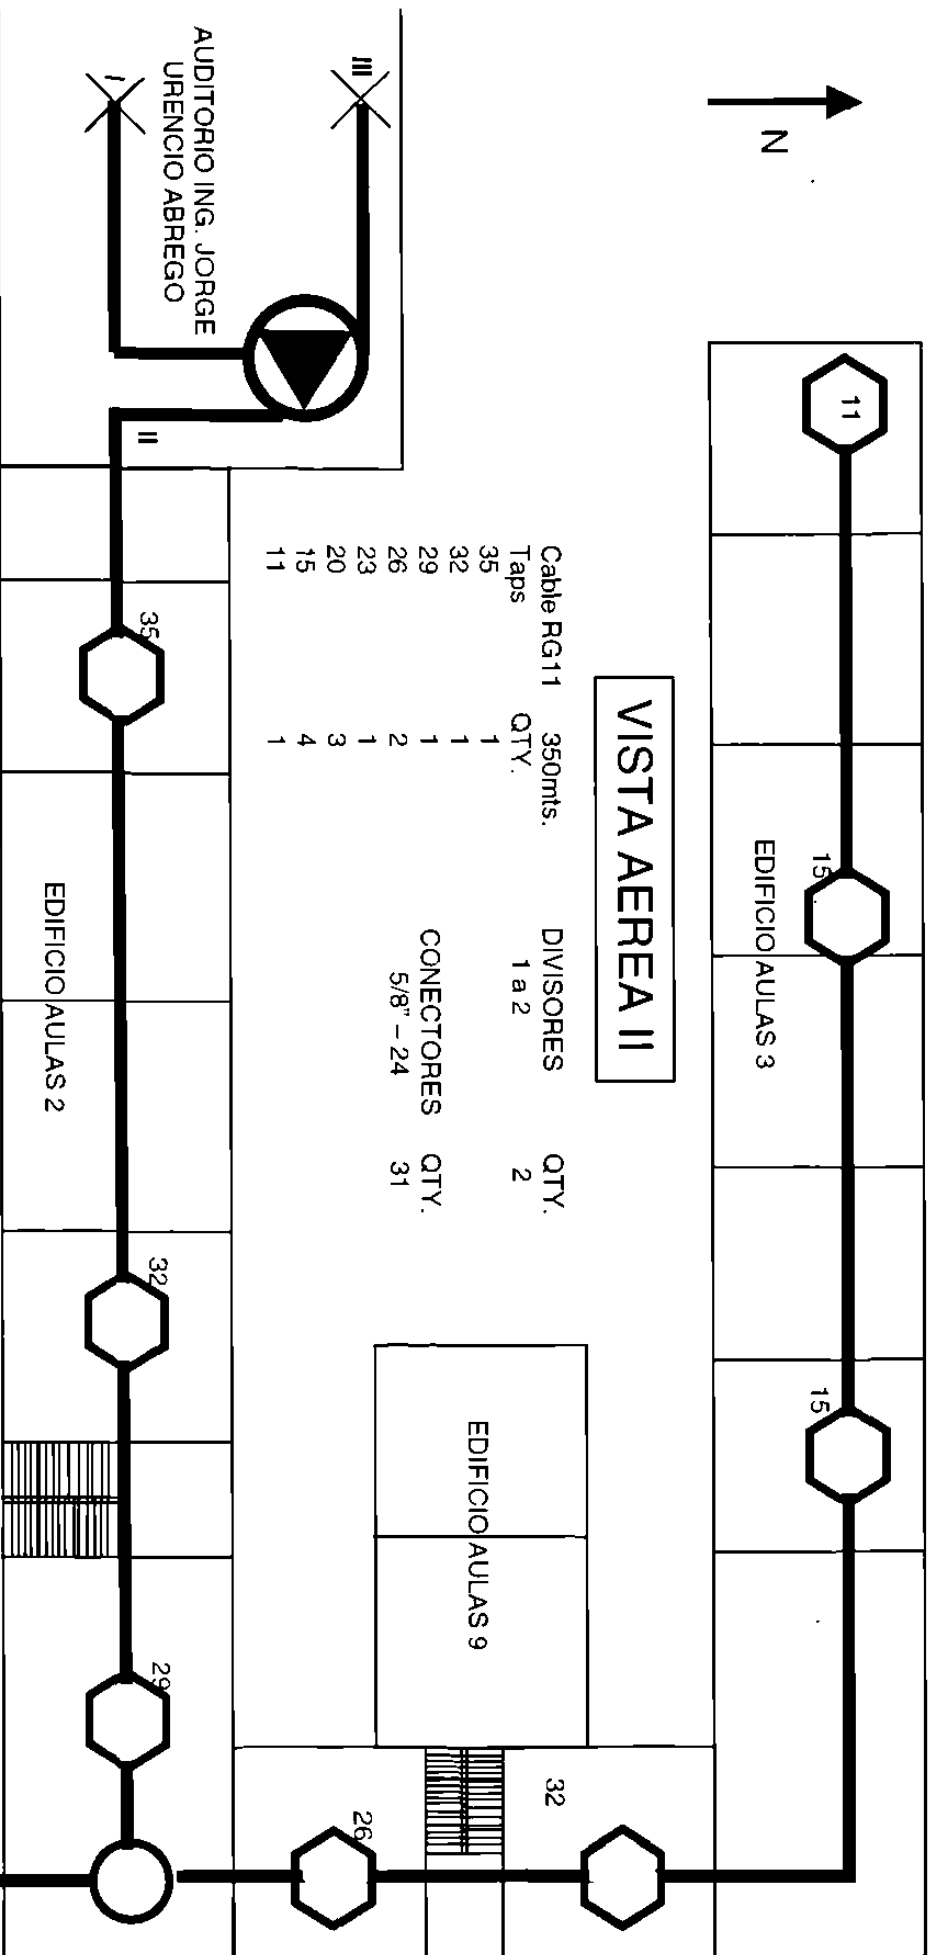 N
III
I
AUDITORIO ING. JORGE
URENCIO ABREGO
II
11
VISTA AEREA II
EDIFICIO AULAS 3
15
15
Cable RG11 350mts.
Taps QTY.
35 1
32 1
29 1
26 2
23 1
20 3
15 4
11 1
DIVISORES QTY.
1 a 2 2
CONECTORES QTY.
5/8" – 24 31
35
EDIFICIO AULAS 2
32
29
EDIFICIO AULAS 9
32
26